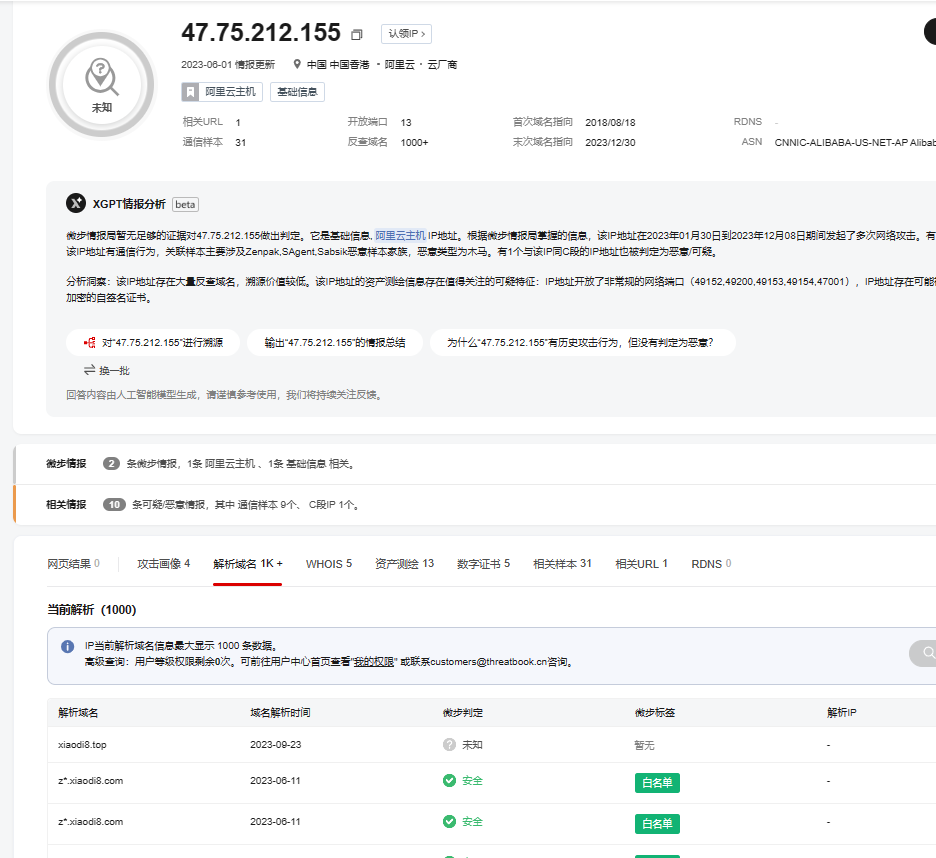 47.75.212.155 认领IP >
2023-06-01 情报更新 中国 中国香港 · 阿里云 · 云厂商
未知
阿里云主机 基础信息
相关URL 1 开放端口 13 首次域名指向 2018/08/18 RDNS -
通信样本 31 反查域名 1000+ 末次域名指向 2023/12/30 ASN CNNIC-ALIBABA-US-NET-AP Alibab
XGPT情报分析 beta
微步情报局暂无足够的证据对47.75.212.155做出判定。它是基础信息, 阿里云主机 IP地址。根据微步情报局掌握的信息，该IP地址在2023年01月30日到2023年12月08日期间发起了多次网络攻击。有
该IP地址有通信行为，关联样本主要涉及Zenpak,SAgent,Sabsik恶意样本家族，恶意类型为木马。有1个与该IP同C段的IP地址也被判定为恶意/可疑。
分析洞察：该IP地址存在大量反查域名，溯源价值较低。该IP地址的资产测绘信息存在值得关注的可疑特征：IP地址开放了非常规的网络端口（49152,49200,49153,49154,47001），IP地址存在可能
加密的自签名证书。
对"47.75.212.155"进行溯源 输出"47.75.212.155"的情报总结 为什么"47.75.212.155"有历史攻击行为，但没有判定为恶意?
换一批
回答内容由人工智能模型生成，请谨慎参考使用，我们将持续关注反馈。
微步情报 2 条微步情报，1条 阿里云主机 、1条 基础信息 相关。
相关情报 10 条可疑/恶意情报，其中 通信样本 9个、 C段IP 1个。
网页结果 0 攻击画像 4 解析域名 1K + WHOIS 5 资产测绘 13 数字证书 5 相关样本 31 相关URL 1 RDNS 0
当前解析（1000）
IP当前解析域名信息最大显示 1000 条数据。
高级查询：用户等级权限剩余0次。可前往用户中心首页查看"我的权限" 或联系customers@threatbook.cn咨询。
解析域名 域名解析时间 微步判定 微步标签 解析IP
xiaodi8.top 2023-09-23 未知 暂无 -
z*.xiaodi8.com 2023-06-11 安全 白名单 -
z*.xiaodi8.com 2023-06-11 安全 白名单 -